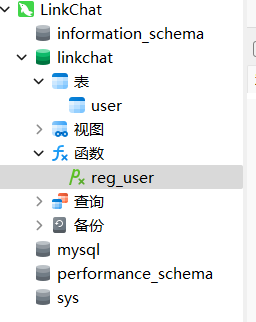 LinkChat
information_schema
linkchat
表
user
视图
函数
reg_user
查询
备份
mysql
performance_schema
sys